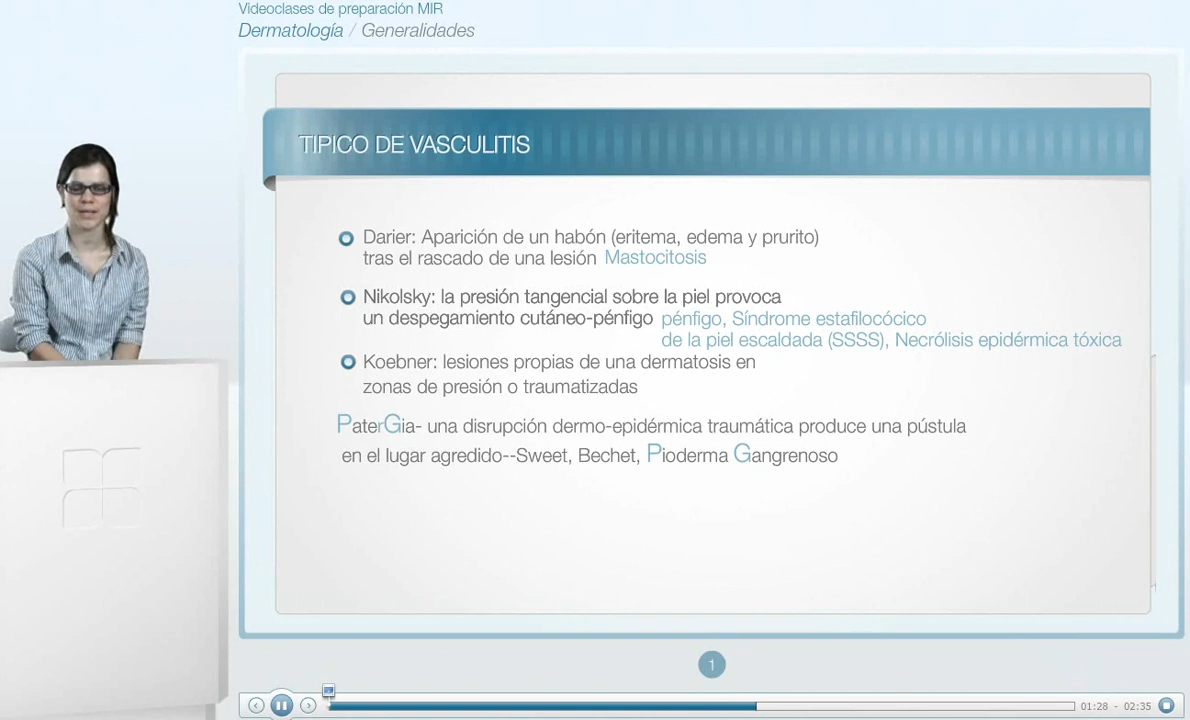 Videoclases de preparación MIR
Dermatología / Generalidades
TIPICO DE VASCULITIS
Darier: Aparición de un habón (eritema, edema y prurito)
tras el rascado de una lesión Mastocitosis
Nikolsky: la presión tangencial sobre la piel provoca
un despegamiento cutáneo-pénfigo pénfigo, Síndrome estafilocócico
de la piel escaldada (SSSS), Necrólisis epidérmica tóxica
Koebner: lesiones propias de una dermatosis en
zonas de presión o traumatizadas
PaterGia- una disrupción dermo-epidérmica traumática produce una pústula
en el lugar agredido--Sweet, Bechet, Pioderma Gangrenoso
1
01:28 - 02:35